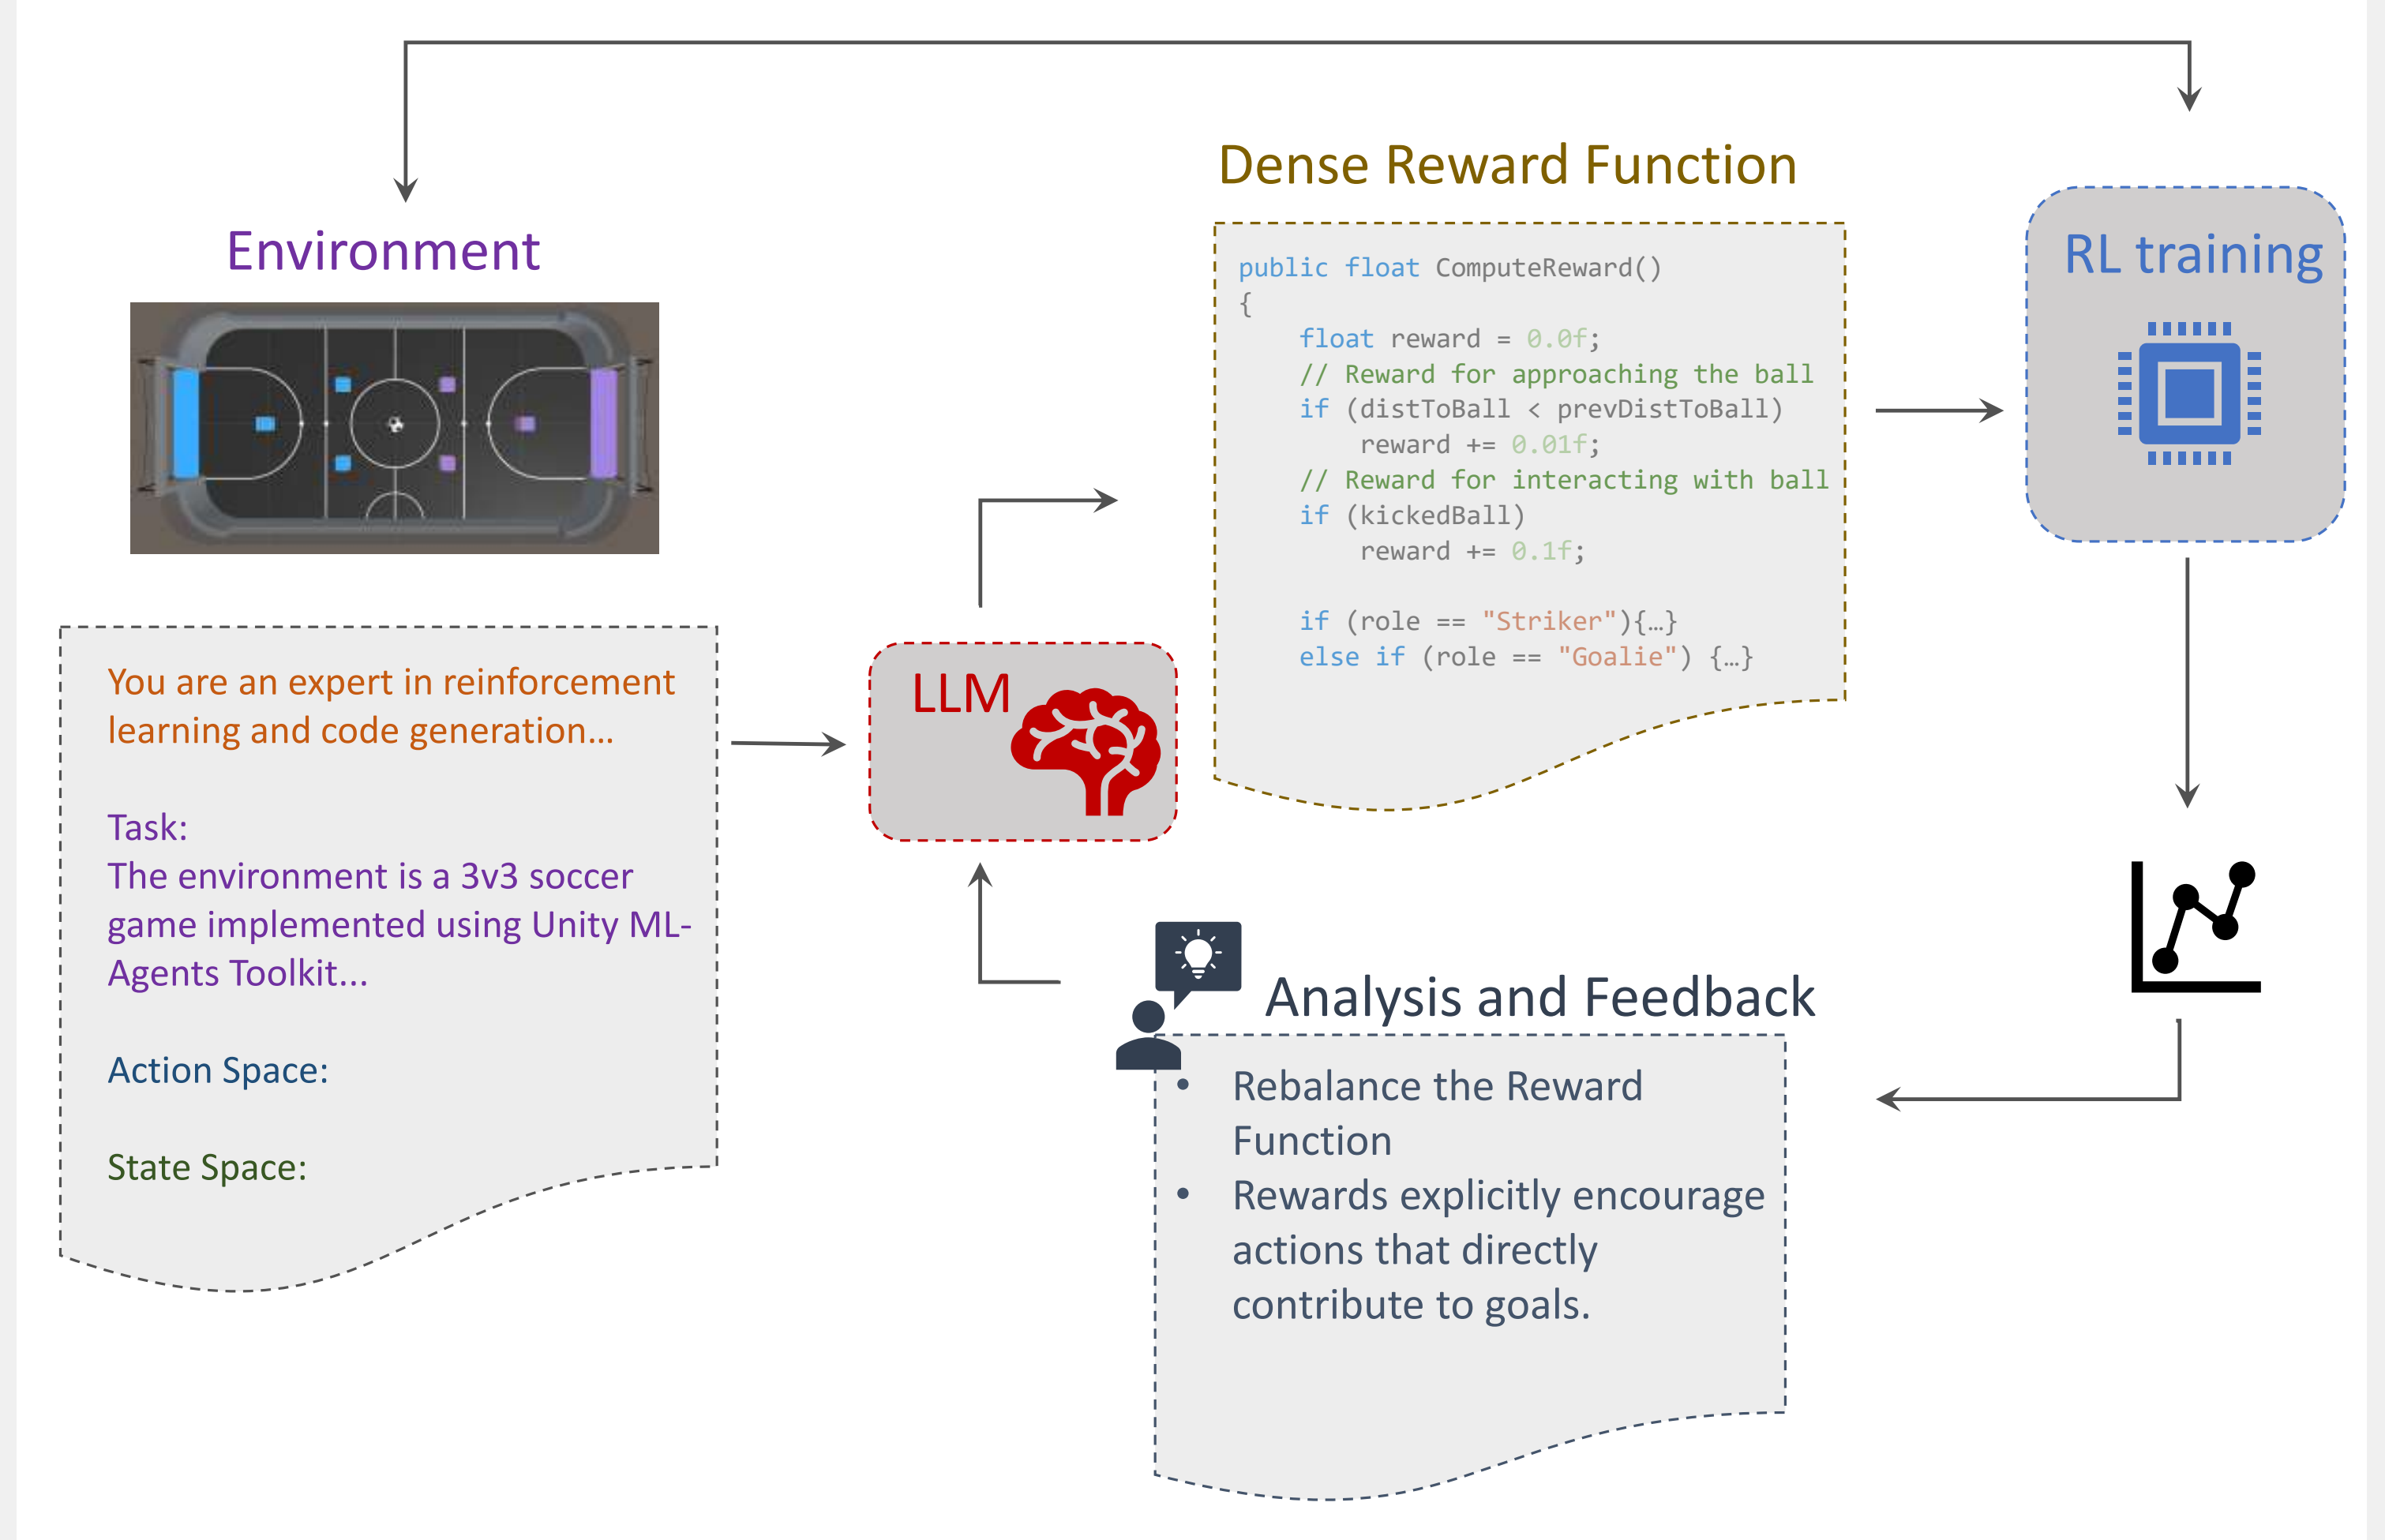 Environment
You are an expert in reinforcement
learning and code generation...
Task:
The environment is a 3v3 soccer
game implemented using Unity ML-
Agents Toolkit...
Action Space:
State Space:
LLM
Dense Reward Function
public float ComputeReward()
{
float reward = 0.0f;
// Reward for approaching the ball
if (distToBall < prevDistToBall)
reward += 0.01f;
// Reward for interacting with ball
if (kickedBall)
reward += 0.1f;
if (role == "Striker"){…}
else if (role == "Goalie") {…}
RL training
Analysis and Feedback
• Rebalance the Reward
Function
• Rewards explicitly encourage
actions that directly
contribute to goals.